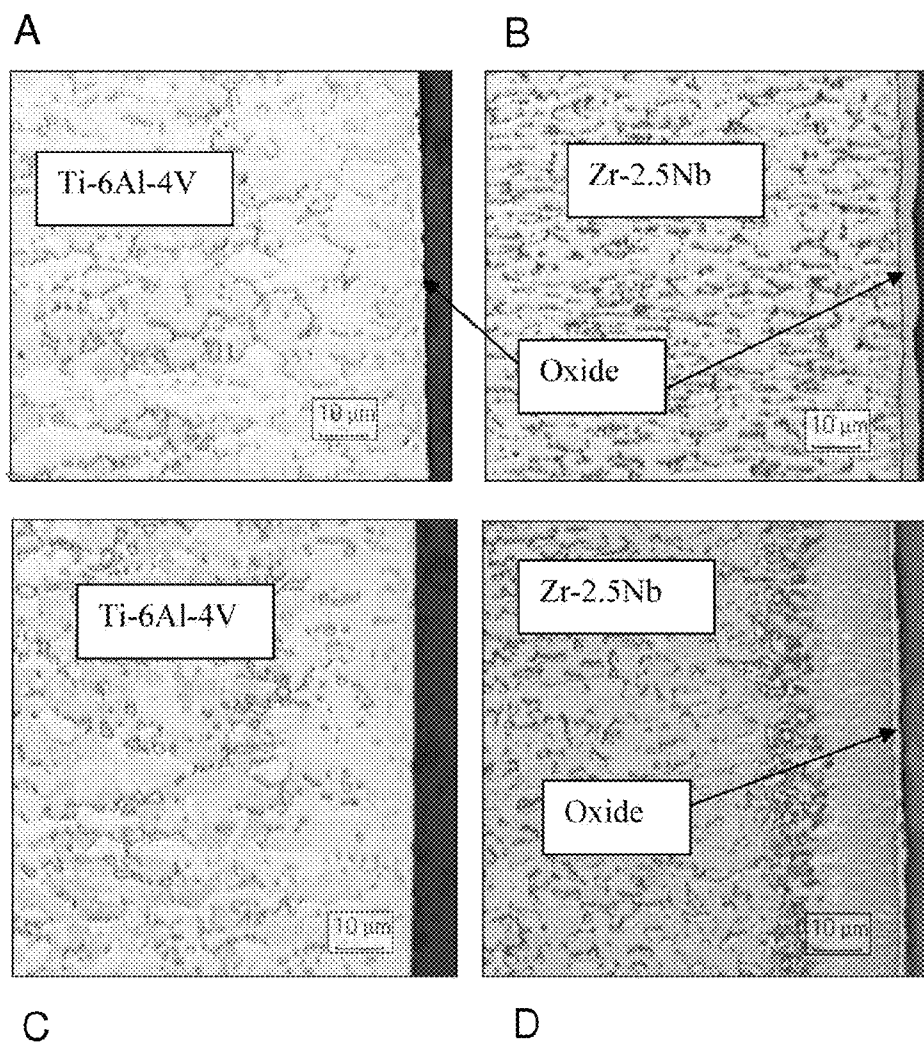 A
B
Ti-6Al-4V
Zr-2.5Nb
Oxide
10 µm
10 µm
Ti-6Al-4V
Zr-2.5Nb
Oxide
10 µm
10 µm
C
D